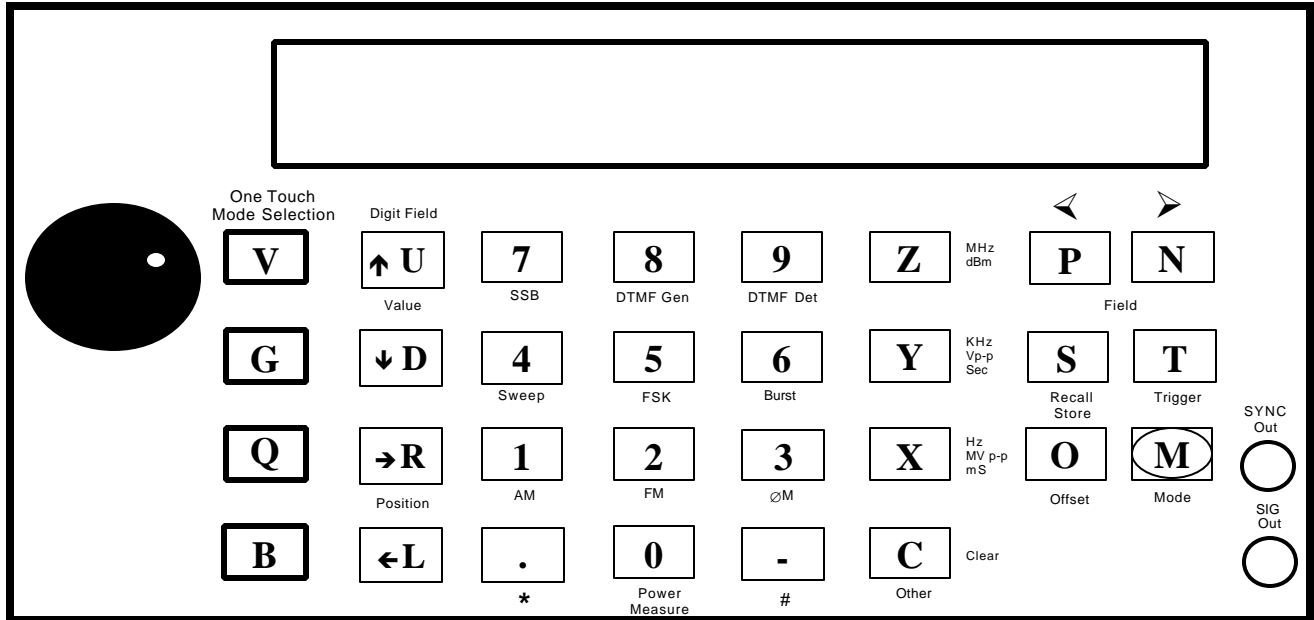 One Touch
Mode Selection
Digit Field
V
↑ U
7
8
9
Z
MHz
dBm
P
N
Value
SSB
DTMF Gen
DTMF Det
Field
G
↓ D
4
5
6
Y
KHz
Vp-p
Sec
S
T
Sweep
FSK
Burst
Recall
Store
Trigger
SYNC
Out
Q
→ R
1
2
3
X
Hz
MV p-p
mS
O
M
Position
AM
FM
∅M
Offset
Mode
SIG
Out
B
← L
.
0
-
C
Clear
*
Power
Measure
#
Other